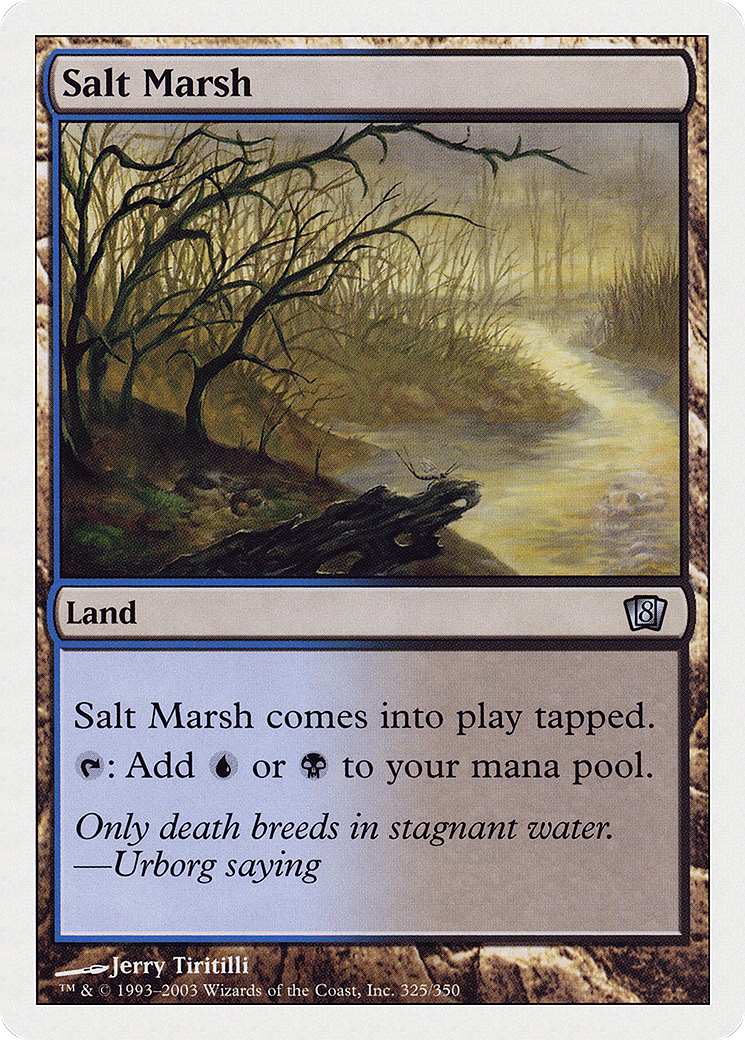 Salt Marsh
Land
8
Salt Marsh comes into play tapped.
: Add or to your mana pool.
Only death breeds in stagnant water.
—Urborg saying
Jerry Tiritilli
™ & © 1993–2003 Wizards of the Coast, Inc. 325/350